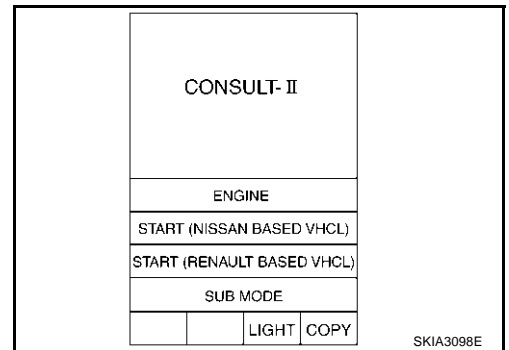 CONSULT-II
ENGINE
START (NISSAN BASED VHCL)
START (RENAULT BASED VHCL)
SUB MODE
LIGHT COPY
SKIA3098E